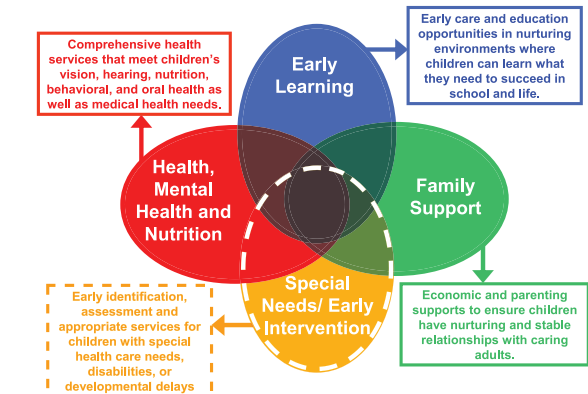 Early care and education
opportunities in nurturing
environments where
children can learn what
they need to succeed in
school and life.
Comprehensive health
services that meet children's
vision, hearing, nutrition,
behavioral, and oral health
as well as medical health needs.
Early
Learning
Health,
Mental
Health and
Nutrition
Family
Support
Special
Needs/ Early
Intervention
Early identification,
assessment and
appropriate services for
children with special
health care needs,
disabilities, or
developmental delays
Economic and parenting
supports to ensure children
have nurturing and stable
relationships with caring
adults.